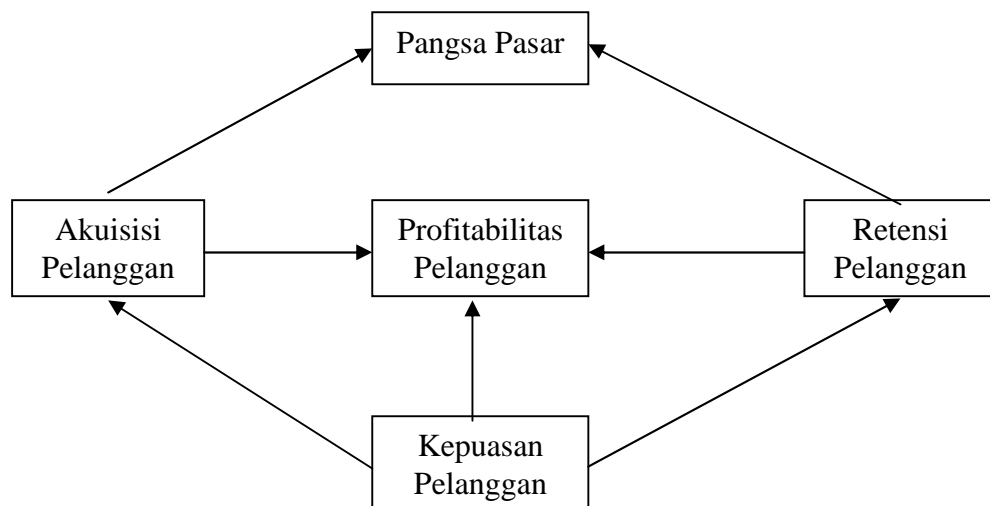 Pangsa Pasar
Akuisisi
Pelanggan
Profitabilitas
Pelanggan
Retensi
Pelanggan
Kepuasan
Pelanggan